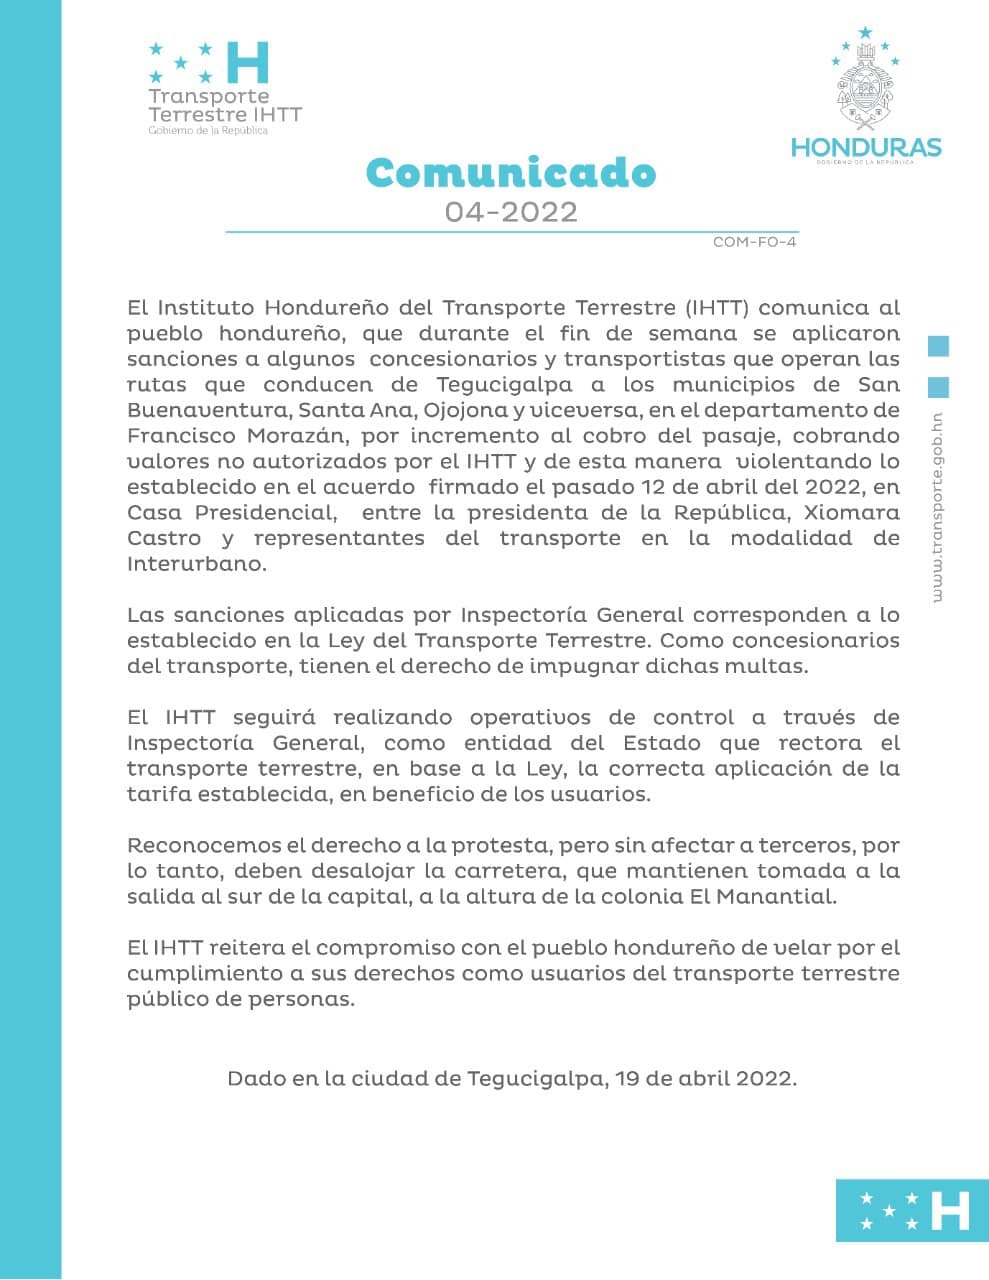 H
Transporte
Terrestre IHTT
Gobierno de la República
HONDURAS
GOBIERNO DE LA REPÚBLICA
Comunicado
04-2022
COM-FO-4
El Instituto Hondureño del Transporte Terrestre (IHTT) comunica al
pueblo hondureño, que durante el fin de semana se aplicaron
sanciones a algunos concesionarios y transportistas que operan las
rutas que conducen de Tegucigalpa a los municipios de San
Buenaventura, Santa Ana, Ojojona y viceversa, en el departamento de
Francisco Morazán, por incremento al cobro del pasaje, cobrando
valores no autorizados por el IHTT y de esta manera violentando lo
establecido en el acuerdo firmado el pasado 12 de abril del 2022, en
Casa Presidencial, entre la presidenta de la República, Xiomara
Castro y representantes del transporte en la modalidad de
Interurbano.
Las sanciones aplicadas por Inspectoría General corresponden a lo
establecido en la Ley del Transporte Terrestre. Como concesionarios
del transporte, tienen el derecho de impugnar dichas multas.
El IHTT seguirá realizando operativos de control a través de
Inspectoría General, como entidad del Estado que rectora el
transporte terrestre, en base a la Ley, la correcta aplicación de la
tarifa establecida, en beneficio de los usuarios.
Reconocemos el derecho a la protesta, pero sin afectar a terceros, por
lo tanto, deben desalojar la carretera, que mantienen tomada a la
salida al sur de la capital, a la altura de la colonia El Manantial.
El IHTT reitera el compromiso con el pueblo hondureño de velar por el
cumplimiento a sus derechos como usuarios del transporte terrestre
público de personas.
Dado en la ciudad de Tegucigalpa, 19 de abril 2022.
www.transporte.gob.hn
H